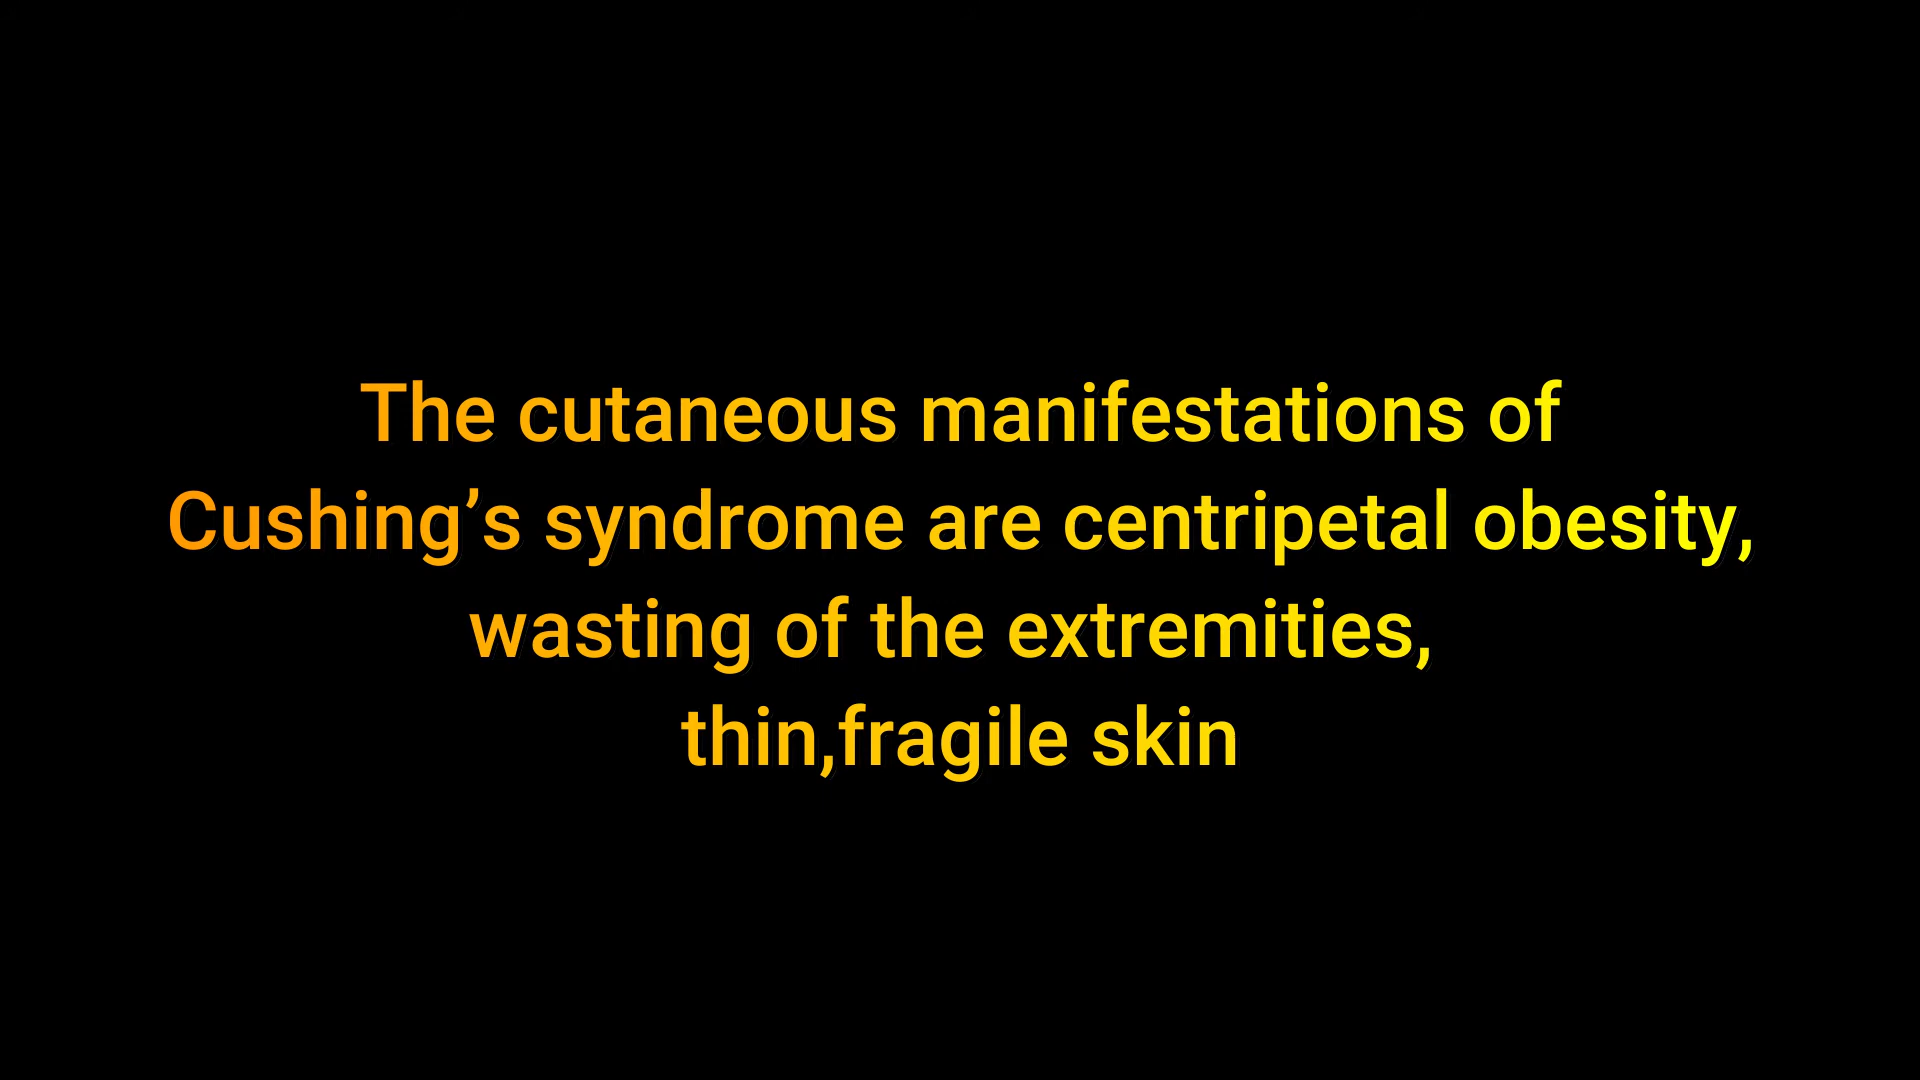 The cutaneous manifestations of
Cushing’s syndrome are centripetal obesity,
wasting of the extremities,
thin,fragile skin